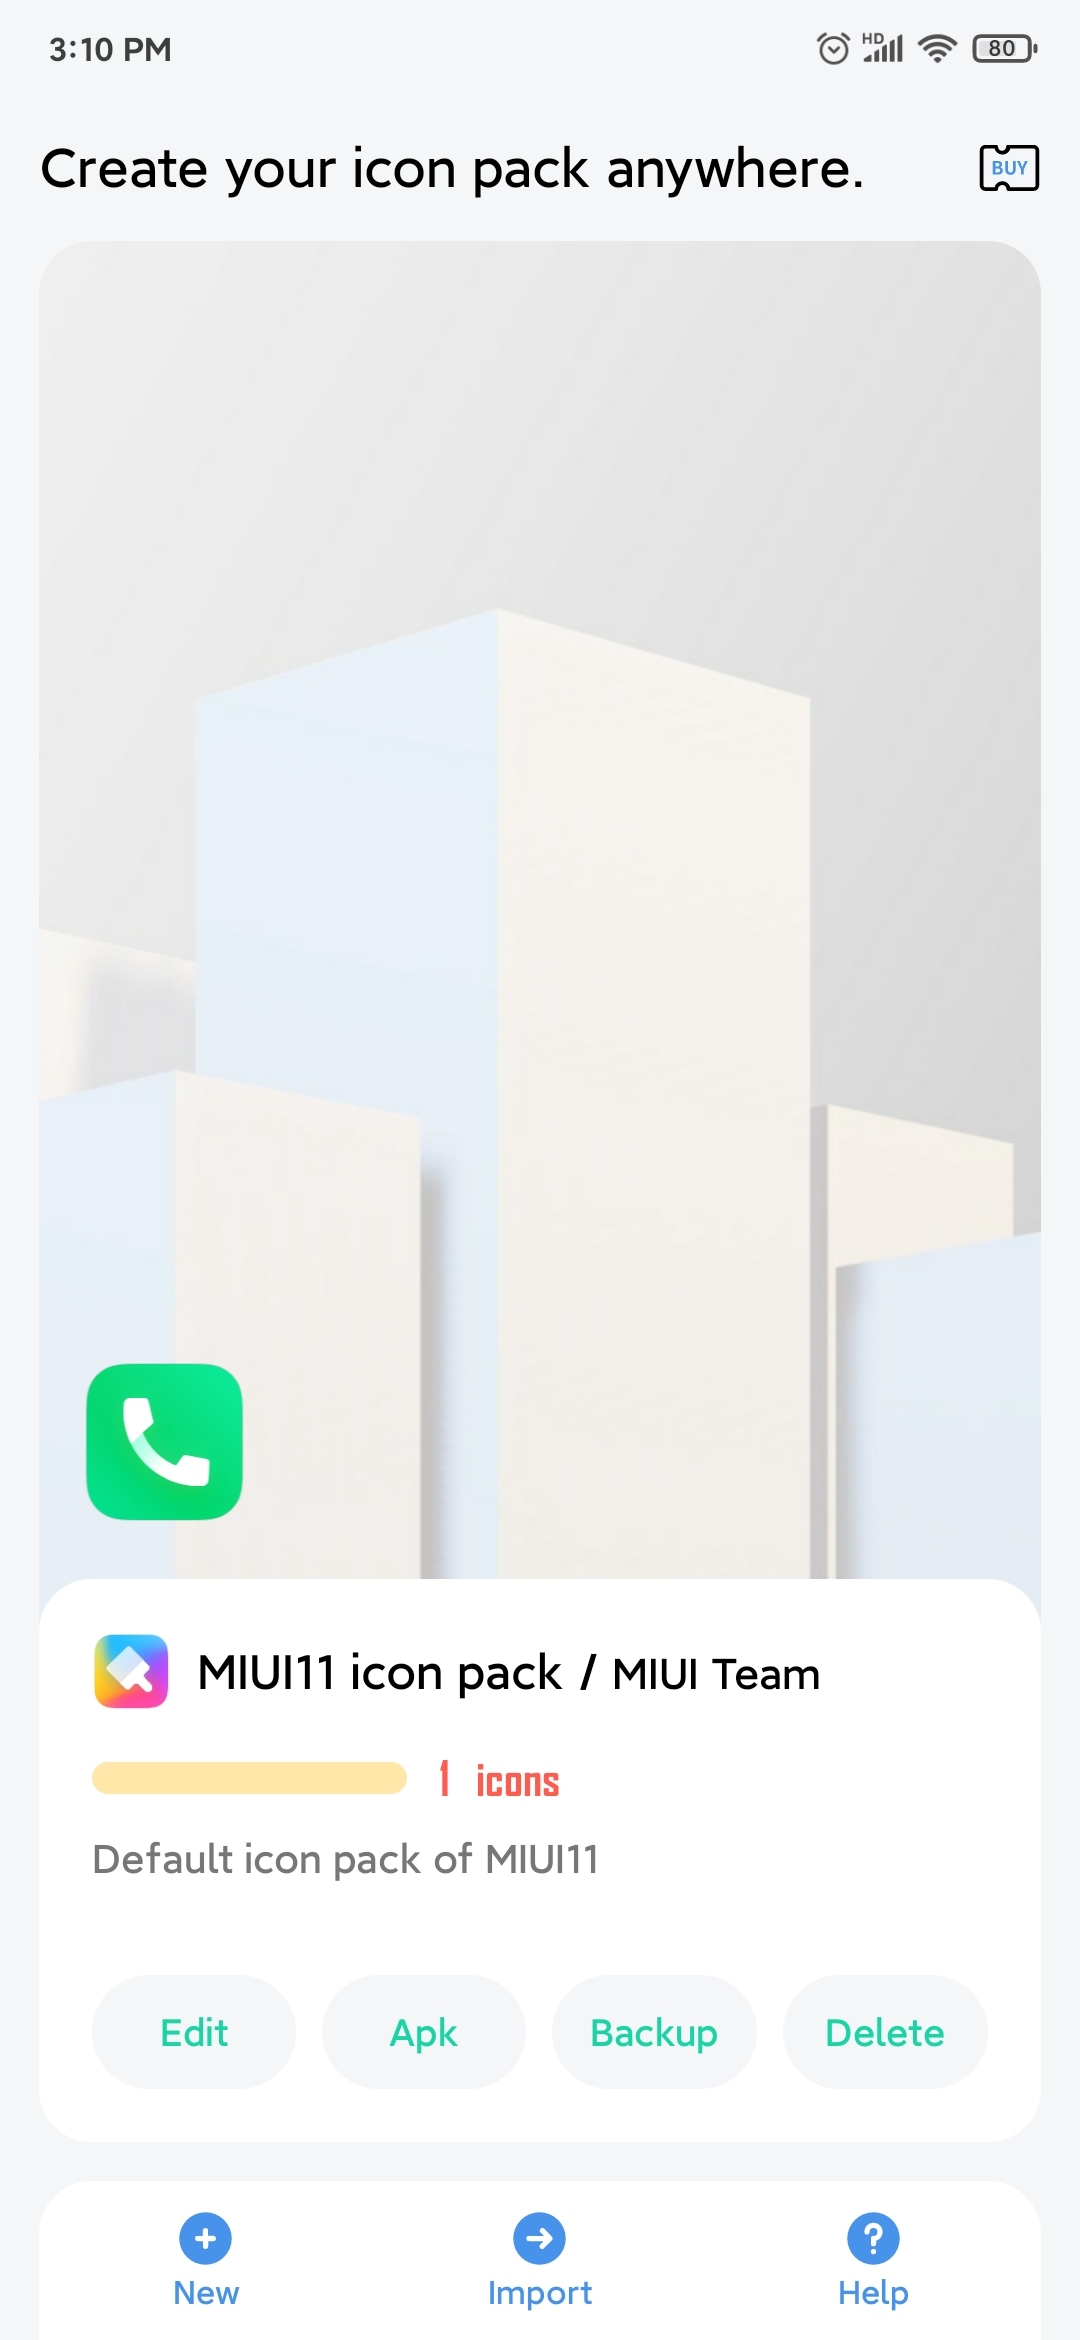 3:10 PM
HD
80
Create your icon pack anywhere.
BUY
MIUI11 icon pack / MIUI Team
1 icons
Default icon pack of MIUI11
Edit
Apk
Backup
Delete
New
Import
Help